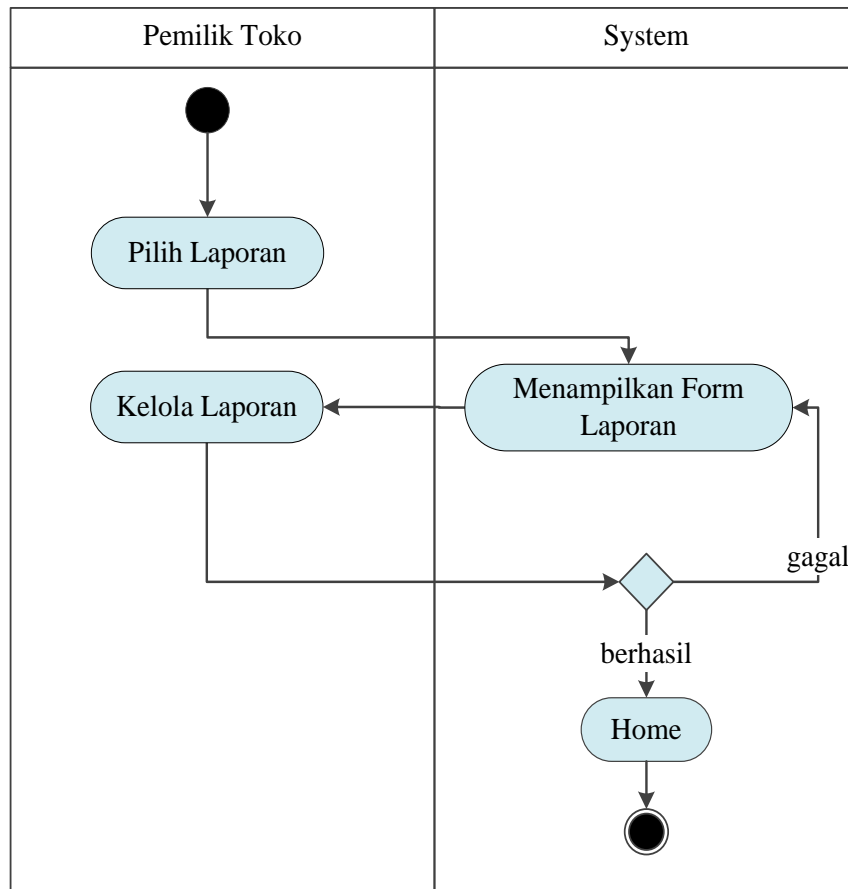 Pemilik Toko
System
Pilih Laporan
Menampilkan Form
Laporan
Kelola Laporan
gagal
berhasil
Home